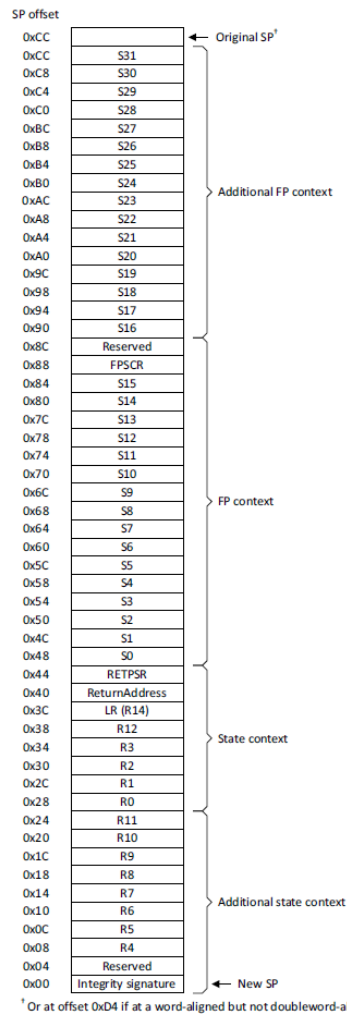 SP offset
0xCC Original SP†
0xCC S31
0xC8 S30
0xC4 S29
0xC0 S28
0xBC S27
0xB8 S26
0xB4 S25
0xB0 S24
0xAC S23 Additional FP context
0xA8 S22
0xA4 S21
0xA0 S20
0x9C S19
0x98 S18
0x94 S17
0x90 S16
0x8C Reserved
0x88 FPSCR
0x84 S15
0x80 S14
0x7C S13
0x78 S12
0x74 S11
0x70 S10
0x6C S9 FP context
0x68 S8
0x64 S7
0x60 S6
0x5C S5
0x58 S4
0x54 S3
0x50 S2
0x4C S1
0x48 S0
0x44 RETPSR
0x40 ReturnAddress
0x3C LR (R14)
0x38 R12 State context
0x34 R3
0x30 R2
0x2C R1
0x28 R0
0x24 R11
0x20 R10
0x1C R9
0x18 R8
0x14 R7 Additional state context
0x10 R6
0x0C R5
0x08 R4
0x04 Reserved
0x00 Integrity signature New SP
† Or at offset 0xD4 if at a word-aligned but not doubleword-a